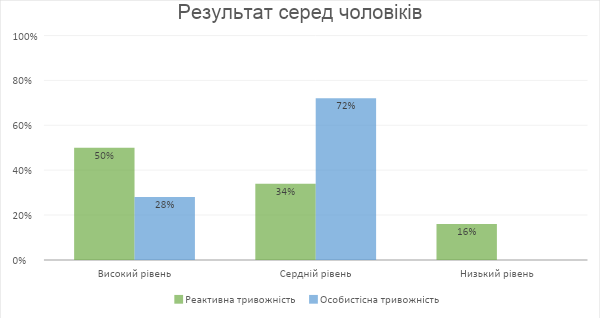 Результат серед чоловіків
100%
80%
60%
40%
20%
0%
50%
28%
34%
72%
16%
Високий рівень
Сердній рівень
Низький рівень
Реактивна тривожність
Особистісна тривожність